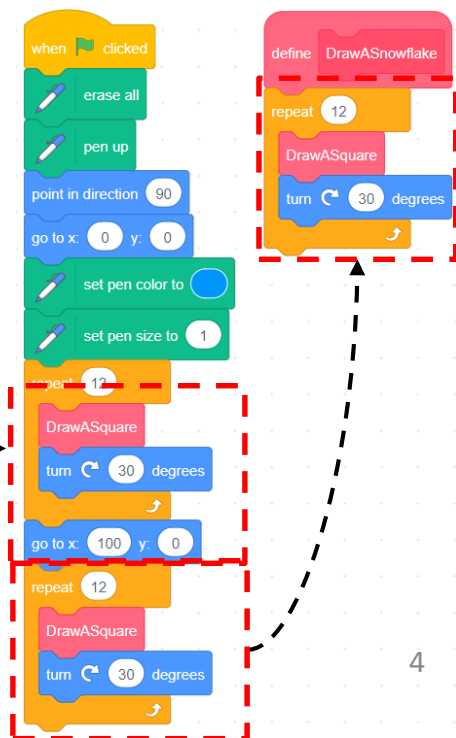 when clicked
erase all
pen up
point in direction 90
go to x: 0 y: 0
set pen color to
set pen size to 1
repeat 12
DrawASquare
turn 30 degrees
go to x: 100 y: 0
repeat 12
DrawASquare
turn 30 degrees
define DrawASnowflake
repeat 12
DrawASquare
turn 30 degrees
4